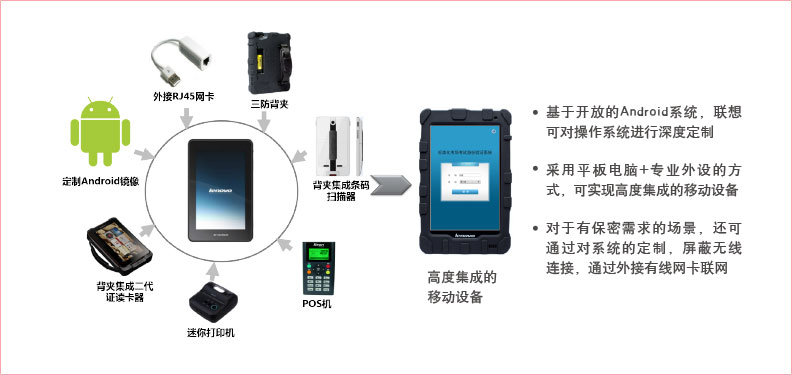 外接RJ45网卡
三防背夹
定制Android镜像
lenovo
背夹集成条码
扫描器
背夹集成二代
证读卡器
迷你打印机
POS机
lenovo
高度集成的
移动设备
• 基于开放的Android系统，联想
可对操作系统进行深度定制
• 采用平板电脑+专业外设的方
式，可实现高度集成的移动设备
• 对于有保密需求的场景，还可
通过对系统的定制，屏蔽无线
连接，通过外接有线网卡联网